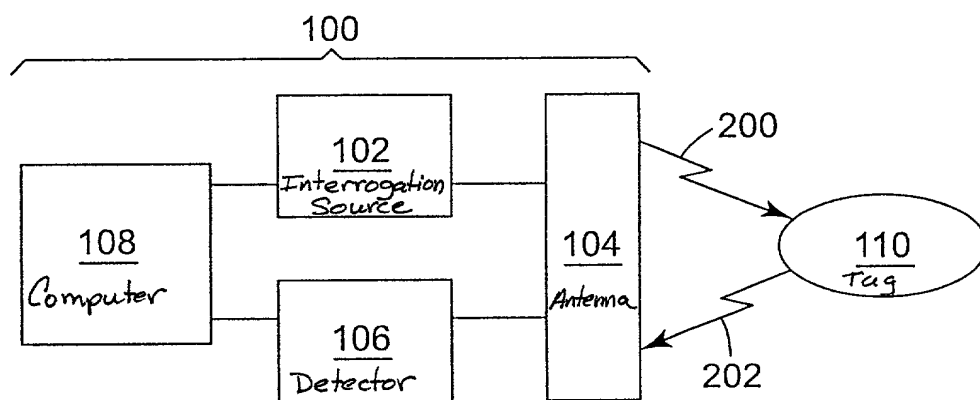 100
102
Interrogation
Source
200
108
Computer
104
Antenna
110
Tag
106
Detector
202